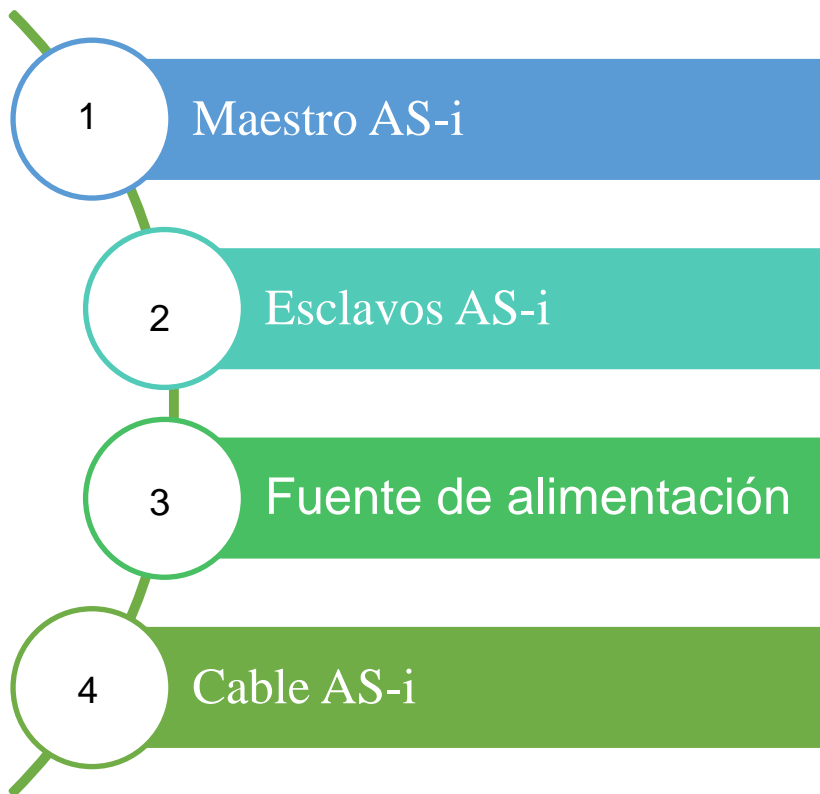 1 Maestro AS-i
2 Esclavos AS-i
3 Fuente de alimentación
4 Cable AS-i